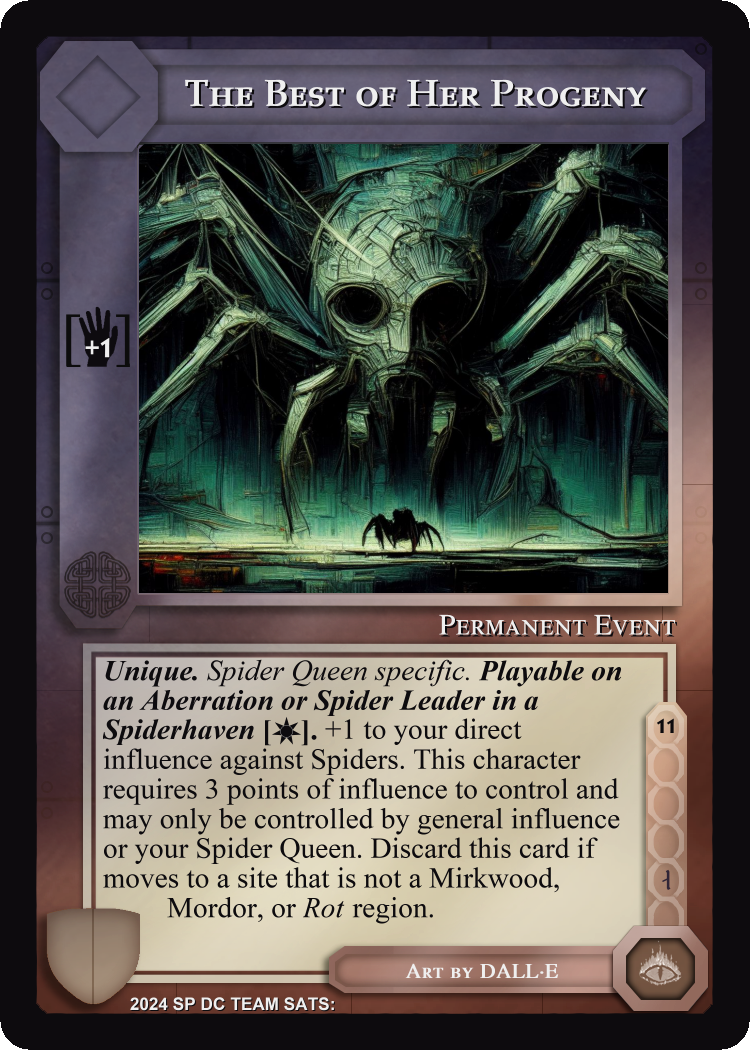 The Best of Her Progeny
+1
Permanent Event
Unique. Spider Queen specific. Playable on
an Aberration or Spider Leader in a
Spiderhaven [☀]. +1 to your direct
influence against Spiders. This character
requires 3 points of influence to control and
may only be controlled by general influence
or your Spider Queen. Discard this card if
moves to a site that is not a Mirkwood,
Mordor, or Rot region.
11
Art by DALL·E
2024 SP DC TEAM SATS: